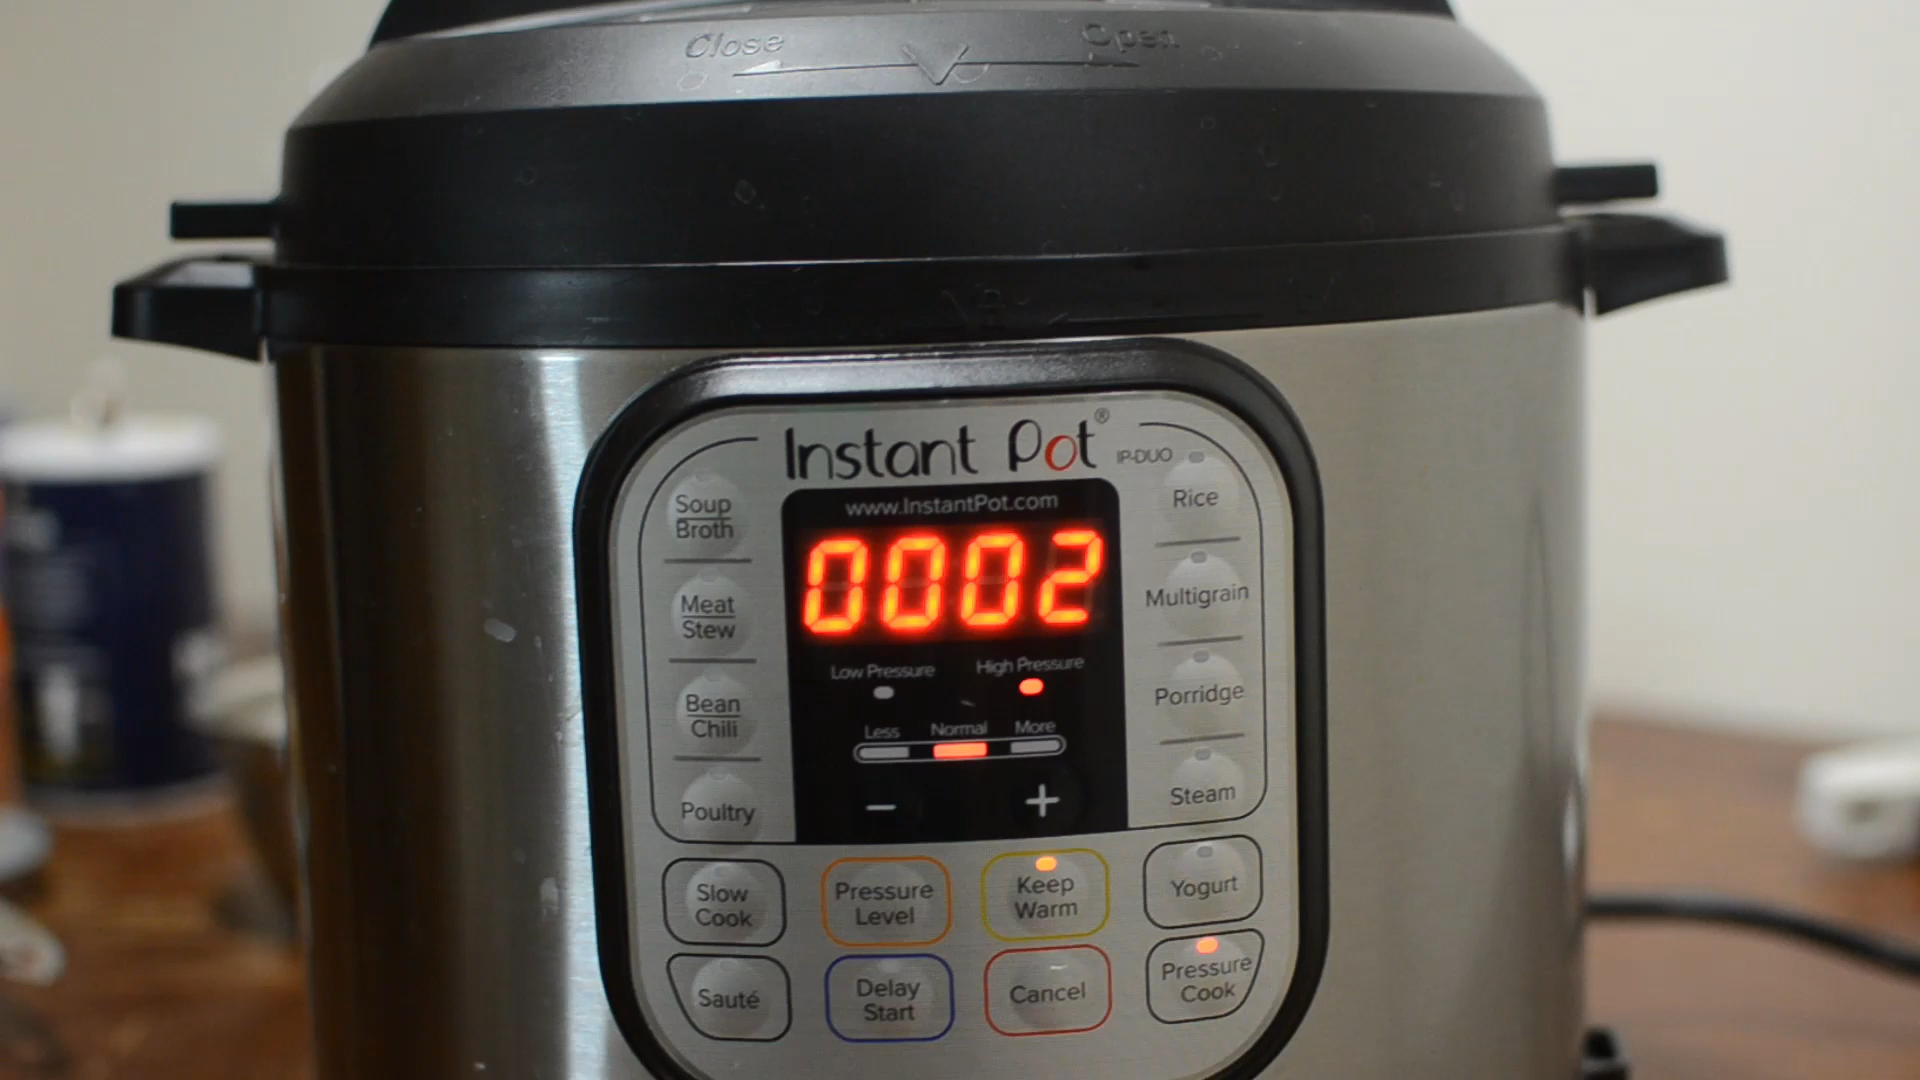 Close Open
Instant Pot® IP-DUO
www.InstantPot.com
0002
Low Pressure High Pressure
Less Normal More
− +
Soup
Broth
Meat
Stew
Bean
Chili
Poultry
Rice
Multigrain
Porridge
Steam
Slow
Cook
Pressure
Level
Keep
Warm
Yogurt
Sauté
Delay
Start
Cancel
Pressure
Cook